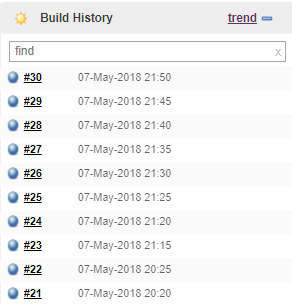 Build History trend
find x
#30 07-May-2018 21:50
#29 07-May-2018 21:45
#28 07-May-2018 21:40
#27 07-May-2018 21:35
#26 07-May-2018 21:30
#25 07-May-2018 21:25
#24 07-May-2018 21:20
#23 07-May-2018 21:15
#22 07-May-2018 20:25
#21 07-May-2018 20:20